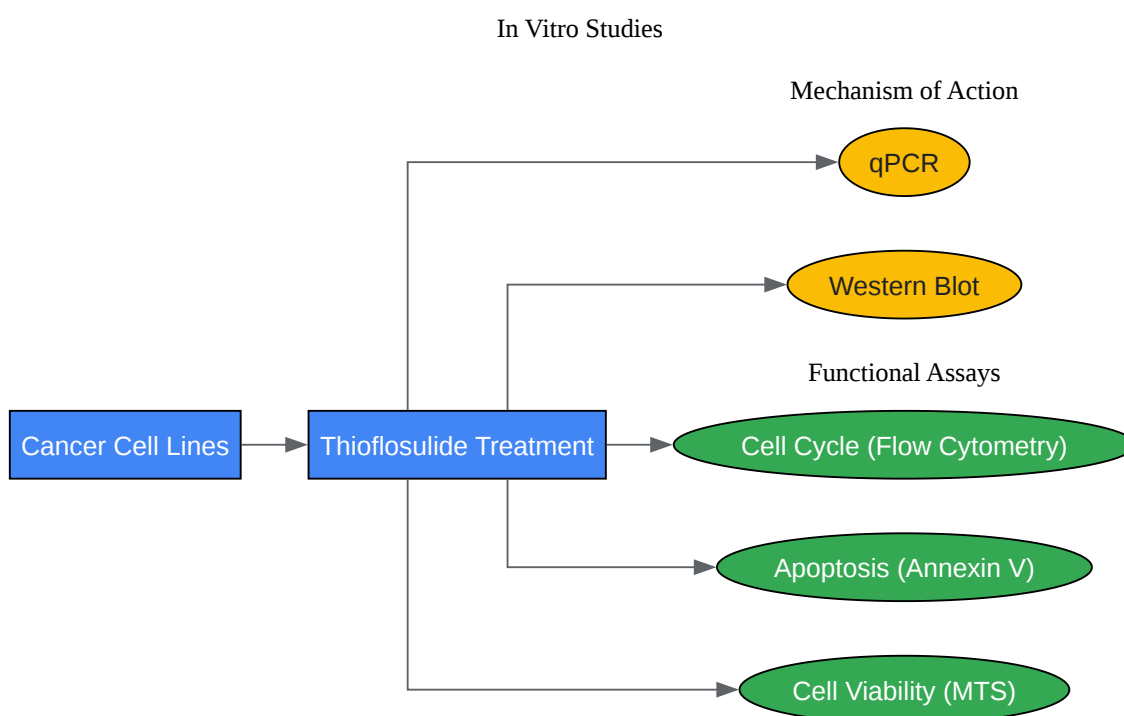 In Vitro Studies
Mechanism of Action
qPCR
Western Blot
Functional Assays
Cancer Cell Lines
Thioflosulide Treatment
Cell Cycle (Flow Cytometry)
Apoptosis (Annexin V)
Cell Viability (MTS)